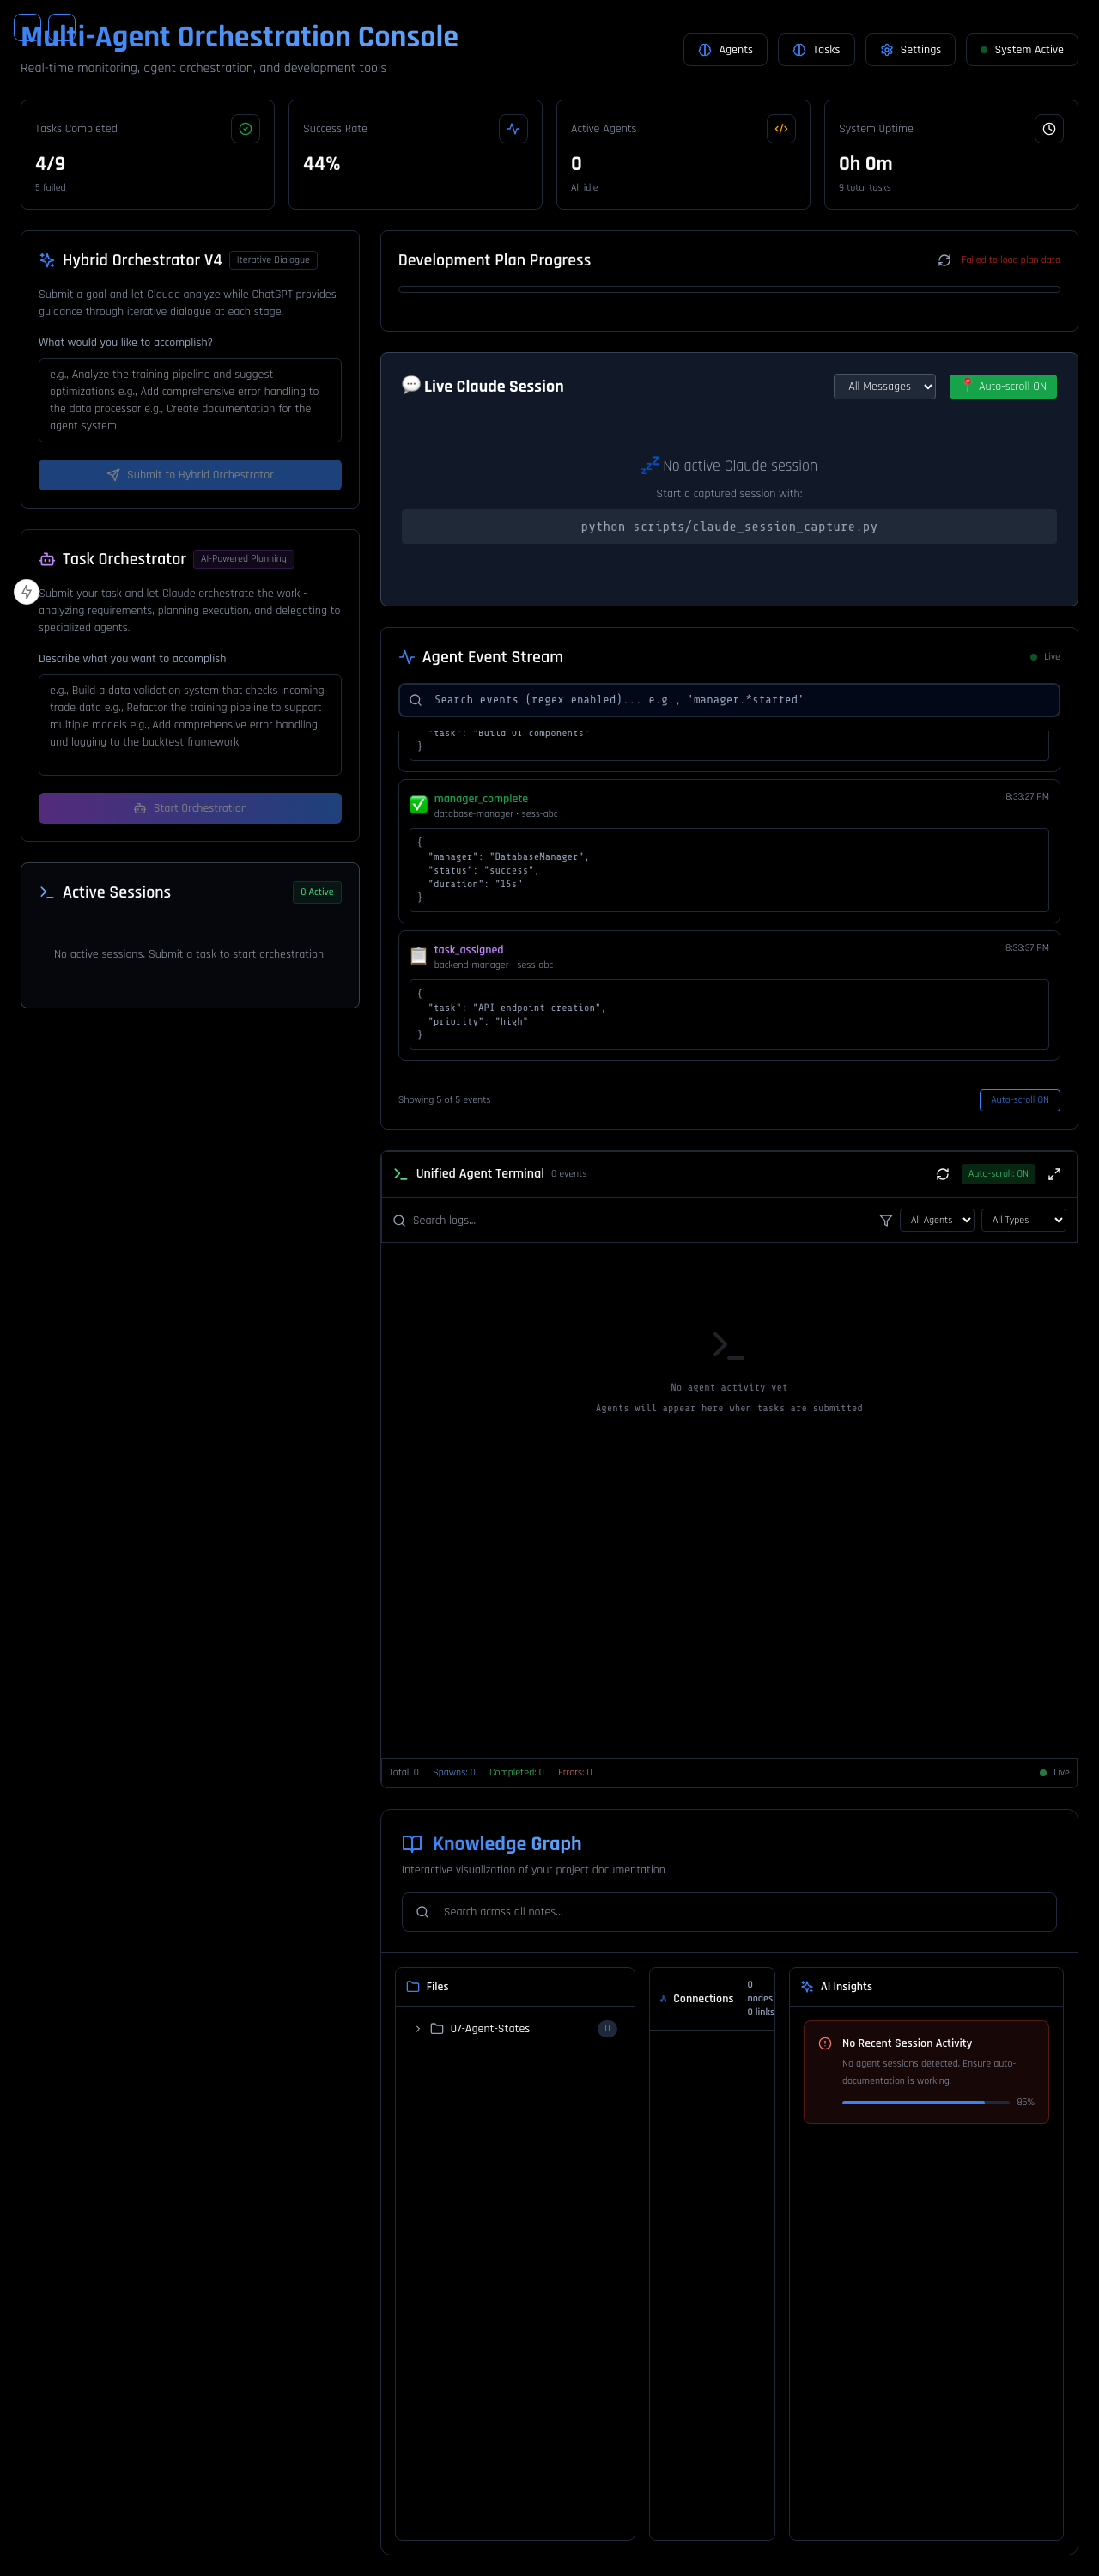 Multi-Agent Orchestration Console
Real-time monitoring, agent orchestration, and development tools
Agents
Tasks
Settings
System Active
Tasks Completed
4/9
5 failed
Success Rate
44%
Active Agents
0
All idle
System Uptime
0h 0m
9 total tasks
Hybrid Orchestrator V4
Iterative Dialogue
Submit a goal and let Claude analyze while ChatGPT provides
guidance through iterative dialogue at each stage.
What would you like to accomplish?
e.g., Analyze the training pipeline and suggest
optimizations e.g., Add comprehensive error handling to
the data processor e.g., Create documentation for the
agent system
Submit to Hybrid Orchestrator
Task Orchestrator
AI-Powered Planning
Submit your task and let Claude orchestrate the work -
analyzing requirements, planning execution, and delegating to
specialized agents.
Describe what you want to accomplish
e.g., Build a data validation system that checks incoming
trade data e.g., Refactor the training pipeline to support
multiple models e.g., Add comprehensive error handling
and logging to the backtest framework
Start Orchestration
Active Sessions
0 Active
No active sessions. Submit a task to start orchestration.
Development Plan Progress
Failed to load plan data
💬 Live Claude Session
All Messages
📍 Auto-scroll ON
💤 No active Claude session
Start a captured session with:
python scripts/claude_session_capture.py
Agent Event Stream
Live
Search events (regex enabled)... e.g., 'manager.*started'
"task": "Build UI components"
}
manager_complete
8:33:27 PM
database-manager • sess-abc
{
"manager": "DatabaseManager",
"status": "success",
"duration": "15s"
}
task_assigned
8:33:37 PM
backend-manager • sess-abc
{
"task": "API endpoint creation",
"priority": "high"
}
Showing 5 of 5 events
Auto-scroll ON
Unified Agent Terminal
0 events
Auto-scroll: ON
Search logs...
All Agents
All Types
No agent activity yet
Agents will appear here when tasks are submitted
Total: 0
Spawns: 0
Completed: 0
Errors: 0
Live
Knowledge Graph
Interactive visualization of your project documentation
Search across all notes...
Files
07-Agent-States
0
Connections
0
nodes
0 links
AI Insights
No Recent Session Activity
No agent sessions detected. Ensure auto-
documentation is working.
85%